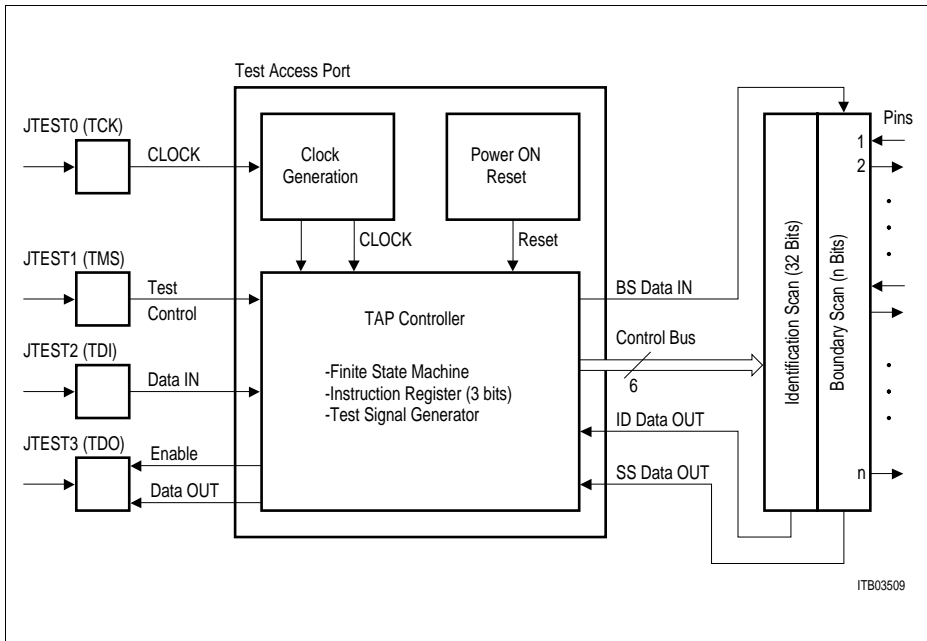 Test Access Port
JTEST0 (TCK)
CLOCK
Clock
Generation
Power ON
Reset
CLOCK
Reset
JTEST1 (TMS)
Test
Control
JTEST2 (TDI)
Data IN
JTEST3 (TDO)
Enable
Data OUT
TAP Controller
-Finite State Machine
-Instruction Register (3 bits)
-Test Signal Generator
BS Data IN
Control Bus
6
ID Data OUT
SS Data OUT
Identification Scan (32 Bits)
Boundary Scan (n Bits)
Pins
1
2
n
ITB03509